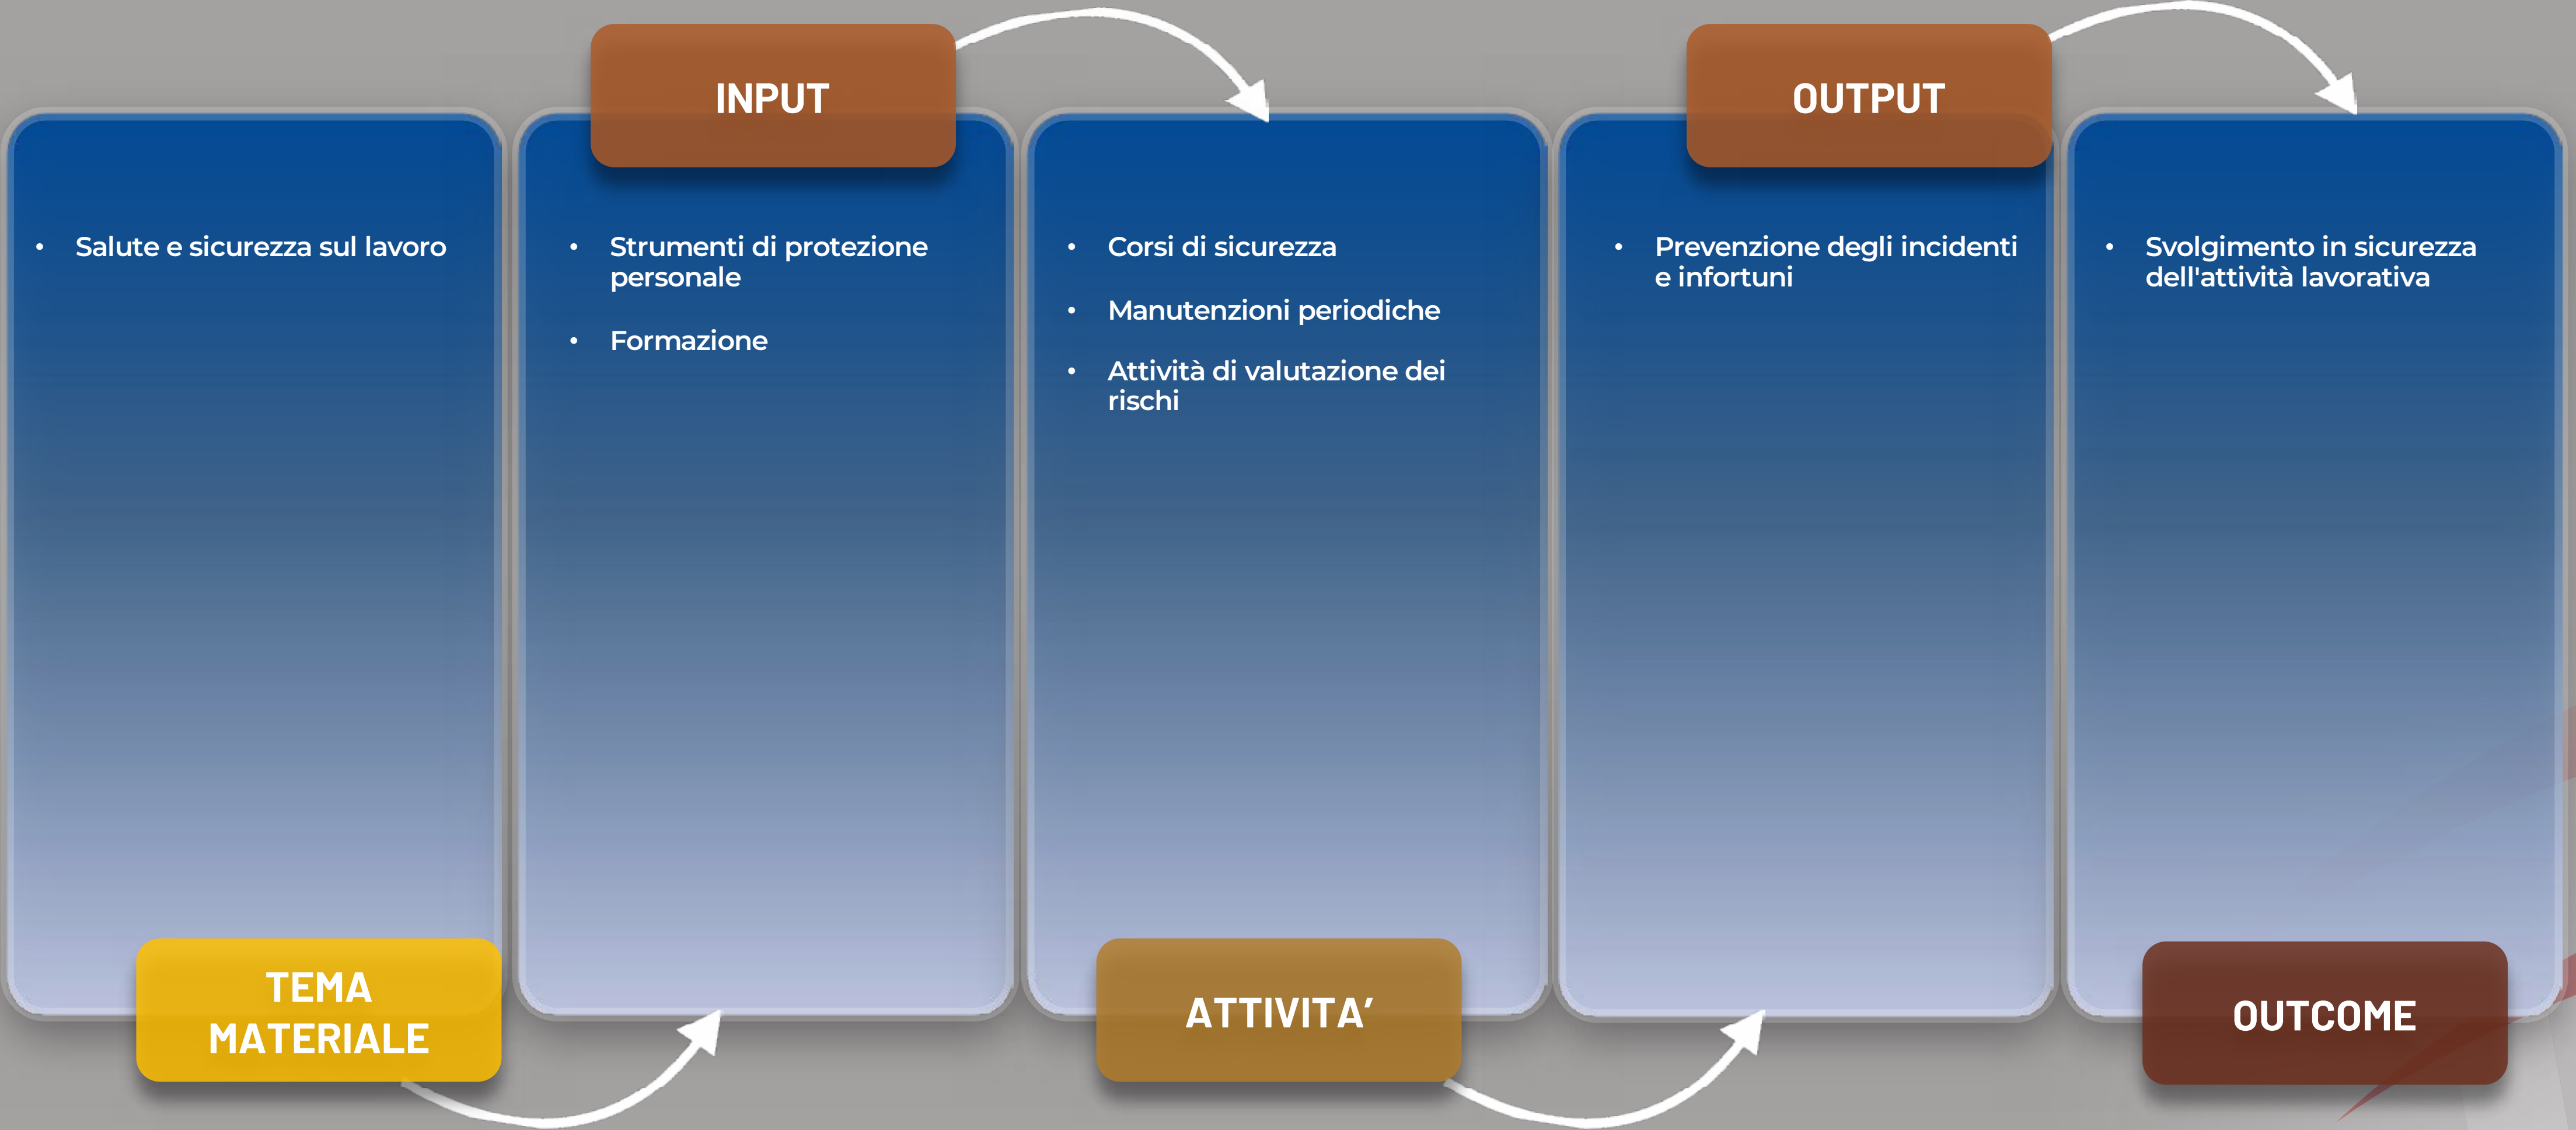 INPUT
OUTPUT
• Salute e sicurezza sul lavoro
• Strumenti di protezione
personale
• Formazione
• Corsi di sicurezza
• Manutenzioni periodiche
• Attività di valutazione dei
rischi
• Prevenzione degli incidenti
e infortuni
• Svolgimento in sicurezza
dell'attività lavorativa
TEMA
MATERIALE
ATTIVITA’
OUTCOME